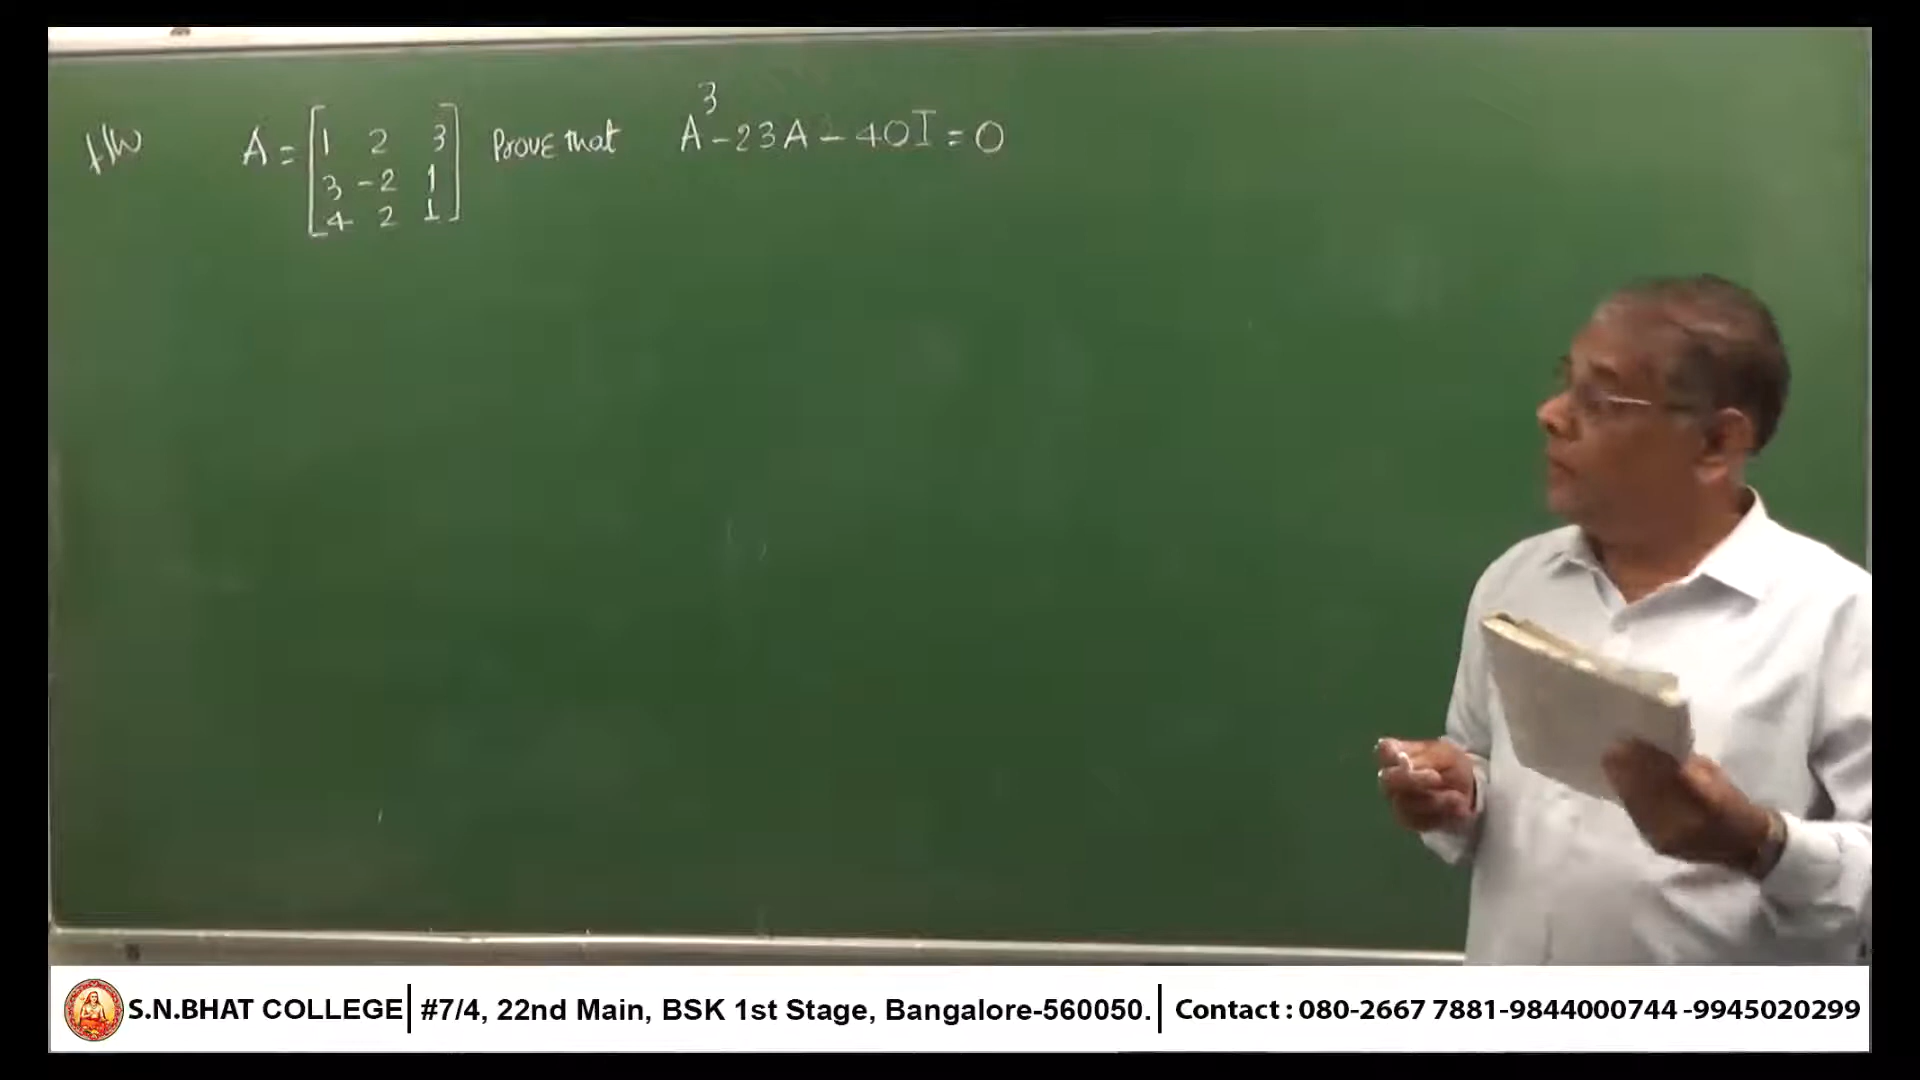 H/W A = [1 2 3 Prove that A³ - 23A - 40I = 0
3 -2 1
4 2 1]
S.N.BHAT COLLEGE | #7/4, 22nd Main, BSK 1st Stage, Bangalore-560050. | Contact : 080-2667 7881-9844000744 -9945020299